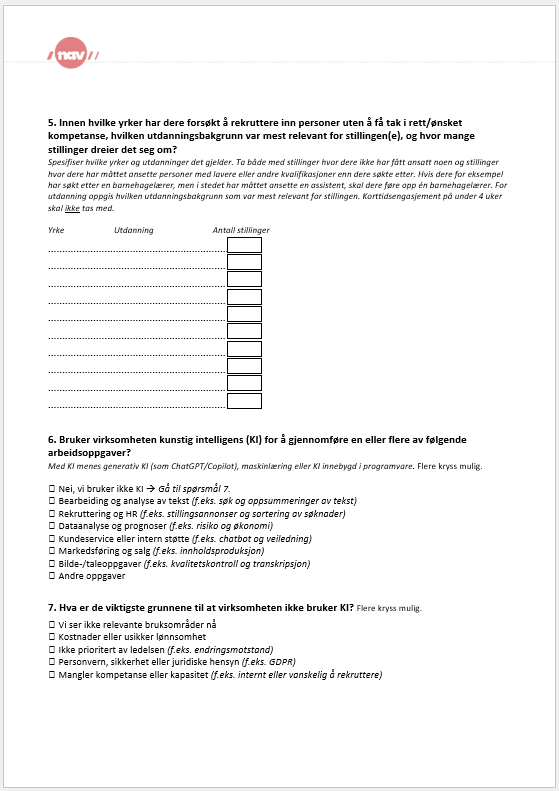 nav
5. Innen hvilke yrker har dere forsøkt å rekruttere inn personer uten å få tak i rett/ønsket
kompetanse, hvilken utdanningsbakgrunn var mest relevant for stillingen(e), og hvor mange
stillinger dreier det seg om?
Spesifiser hvilke yrker og utdanninger det gjelder. Ta både med stillinger hvor dere ikke har fått ansatt noen og stillinger
hvor dere har måttet ansette personer med lavere eller andre kvalifikasjoner enn dere søkte etter. Hvis dere for eksempel
har søkt etter en barnehagelærer, men i stedet har måttet ansette en assistent, skal dere føre opp én barnehagelærer. For
utdanning oppgis hvilken utdanningsbakgrunn som var mest relevant for stillingen. Korttidsengasjement på under 4 uker
skal ikke tas med.
Yrke Utdanning Antall stillinger
6. Bruker virksomheten kunstig intelligens (KI) for å gjennomføre en eller flere av følgende
arbeidsoppgaver?
Med KI menes generativ KI (som ChatGPT/Copilot), maskinlæring eller KI innebygd i programvare. Flere kryss mulig.
☐ Nei, vi bruker ikke KI → Gå til spørsmål 7.
☐ Bearbeiding og analyse av tekst (f.eks. søk og oppsummeringer av tekst)
☐ Rekruttering og HR (f.eks. stillingsannonser og sortering av søknader)
☐ Dataanalyse og prognoser (f.eks. risiko og økonomi)
☐ Kundeservice eller intern støtte (f.eks. chatbot og veiledning)
☐ Markedsføring og salg (f.eks. innholdsproduksjon)
☐ Bilde-/taleoppgaver (f.eks. kvalitetskontroll og transkripsjon)
☐ Andre oppgaver
7. Hva er de viktigste grunnene til at virksomheten ikke bruker KI? Flere kryss mulig.
☐ Vi ser ikke relevante bruksområder nå
☐ Kostnader eller usikker lønnsomhet
☐ Ikke prioritert av ledelsen (f.eks. endringsmotstand)
☐ Personvern, sikkerhet eller juridiske hensyn (f.eks. GDPR)
☐ Mangler kompetanse eller kapasitet (f.eks. internt eller vanskelig å rekruttere)